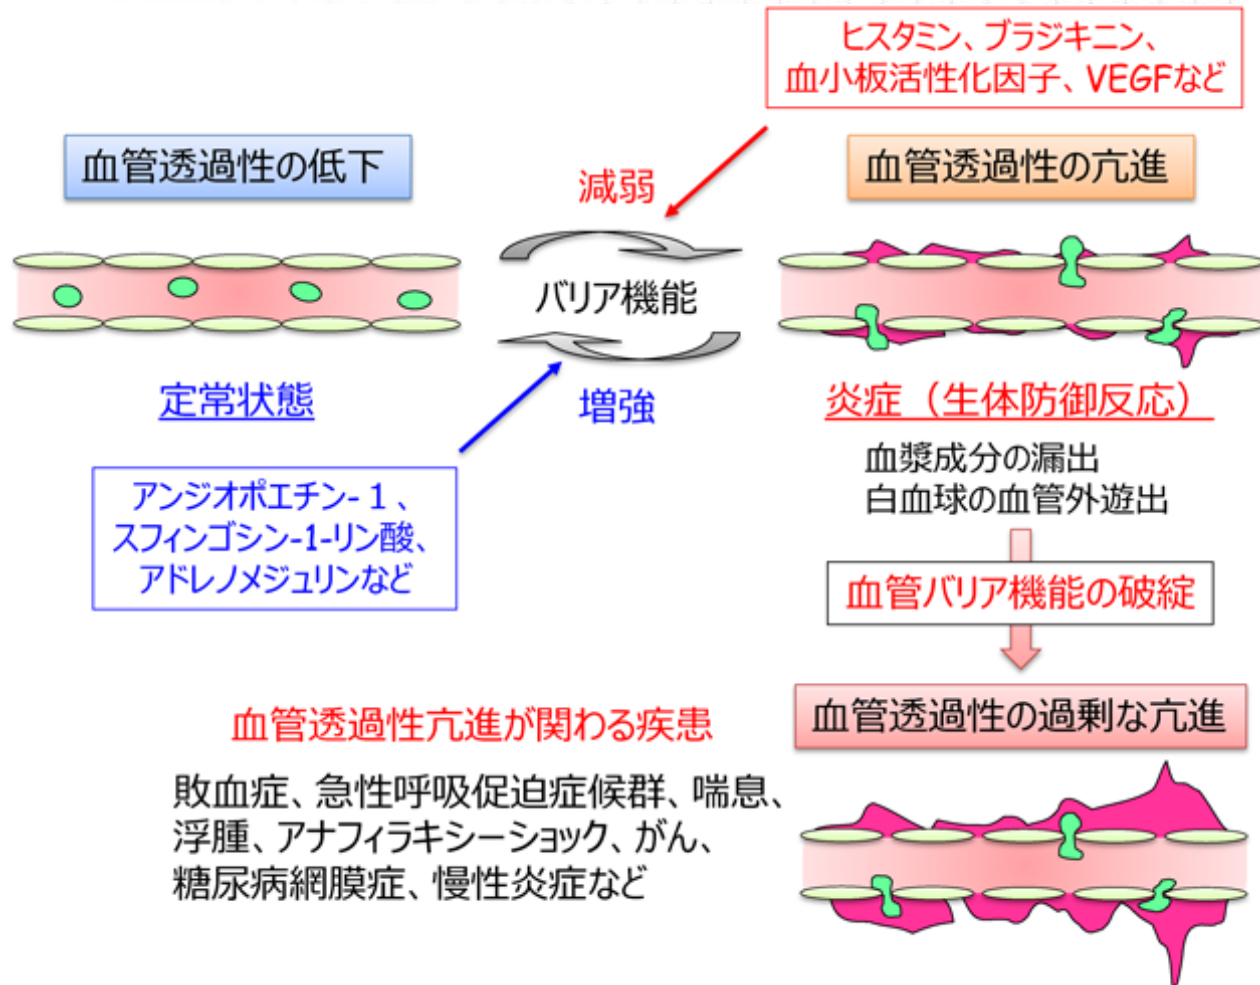 ヒスタミン、ブラジキニン、
血小板活性化因子、VEGFなど
血管透過性の低下
減弱
血管透過性の亢進
バリア機能
定常状態
増強
炎症（生体防御反応）
血漿成分の漏出
白血球の血管外遊出
アンジオポエチン-１、
スフィンゴシン-1-リン酸、
アドレノメジュリンなど
血管バリア機能の破綻
血管透過性の過剰な亢進
血管透過性亢進が関わる疾患
敗血症、急性呼吸促迫症候群、喘息、
浮腫、アナフィラキシーショック、がん、
糖尿病網膜症、慢性炎症など